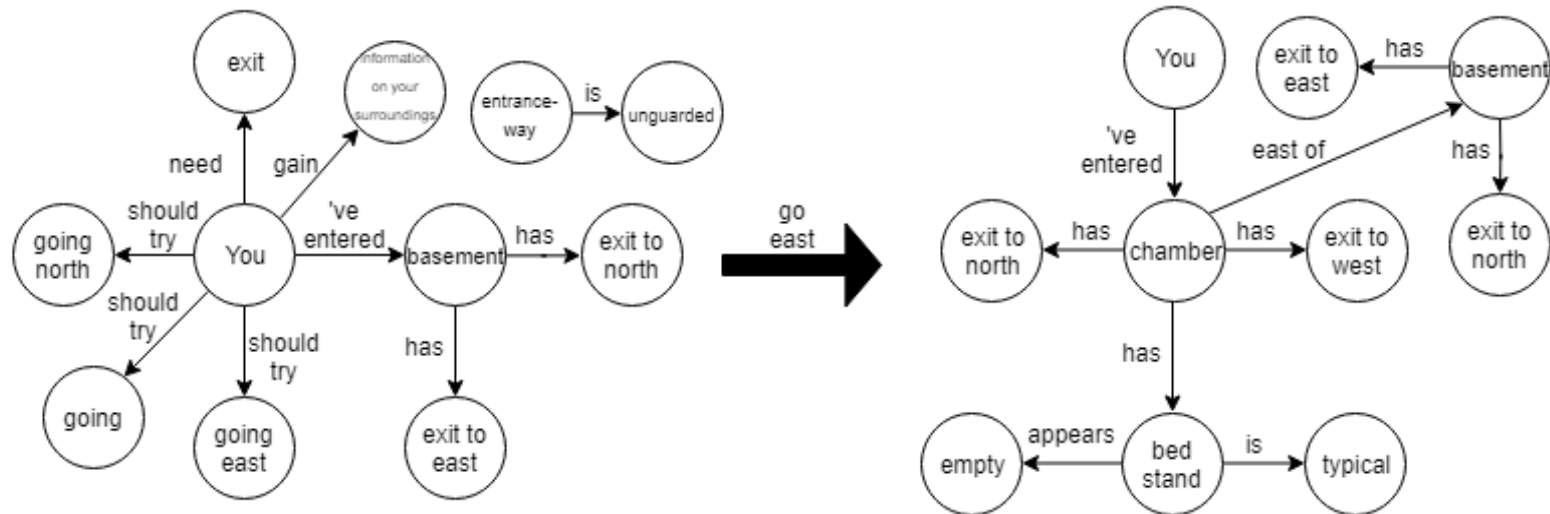 exit
information
on your
surroundings
entrance-
way
is
unguarded
need
gain
should
try
've
entered
going
north
You
basement
has
exit to
north
should
try
should
try
has
going
going
east
exit to
east
go
east
You
exit to
east
has
basement
've
entered
east of
has
exit to
north
has
chamber
has
exit to
west
exit to
north
has
empty
appears
bed
stand
is
typical